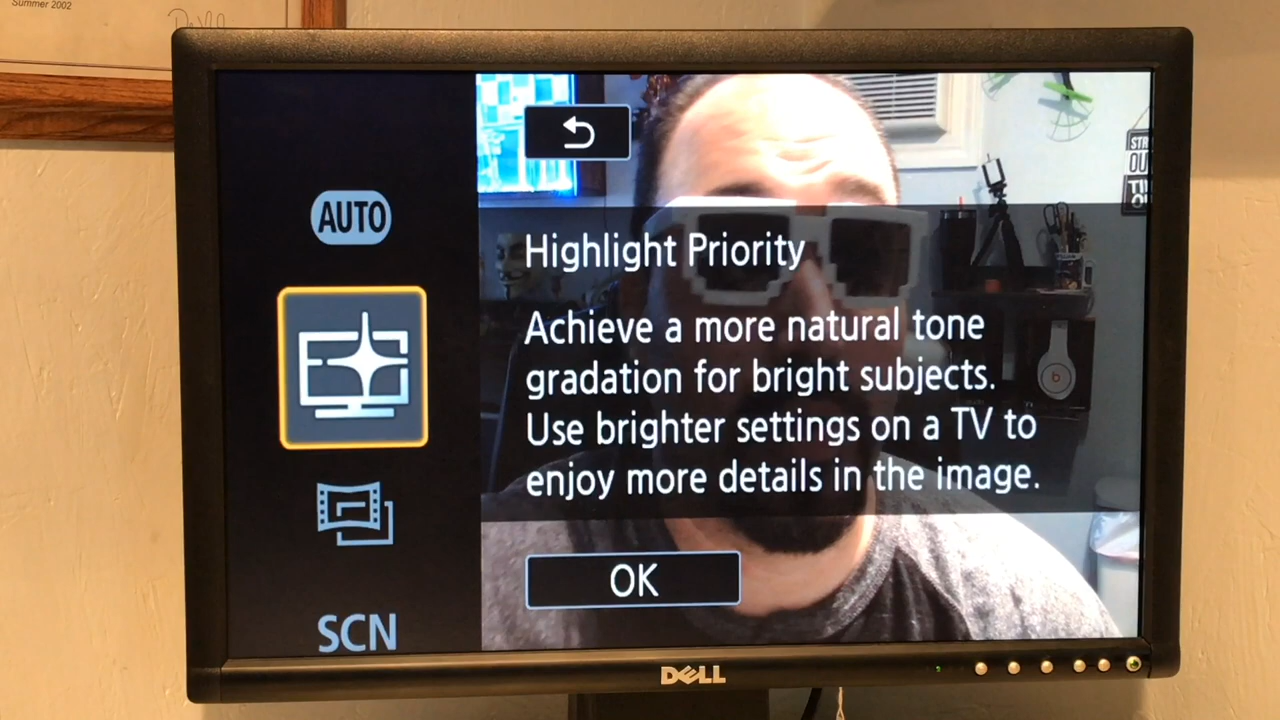 Summer 2002
AUTO
Highlight Priority
Achieve a more natural tone
gradation for bright subjects.
Use brighter settings on a TV to
enjoy more details in the image.
OK
SCN
DELL